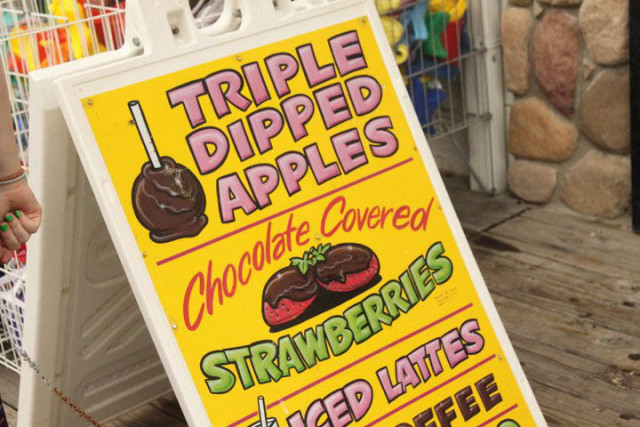 TRIPLE
DIPPED
APPLES
Chocolate Covered
STRAWBERRIES
ICED LATTES